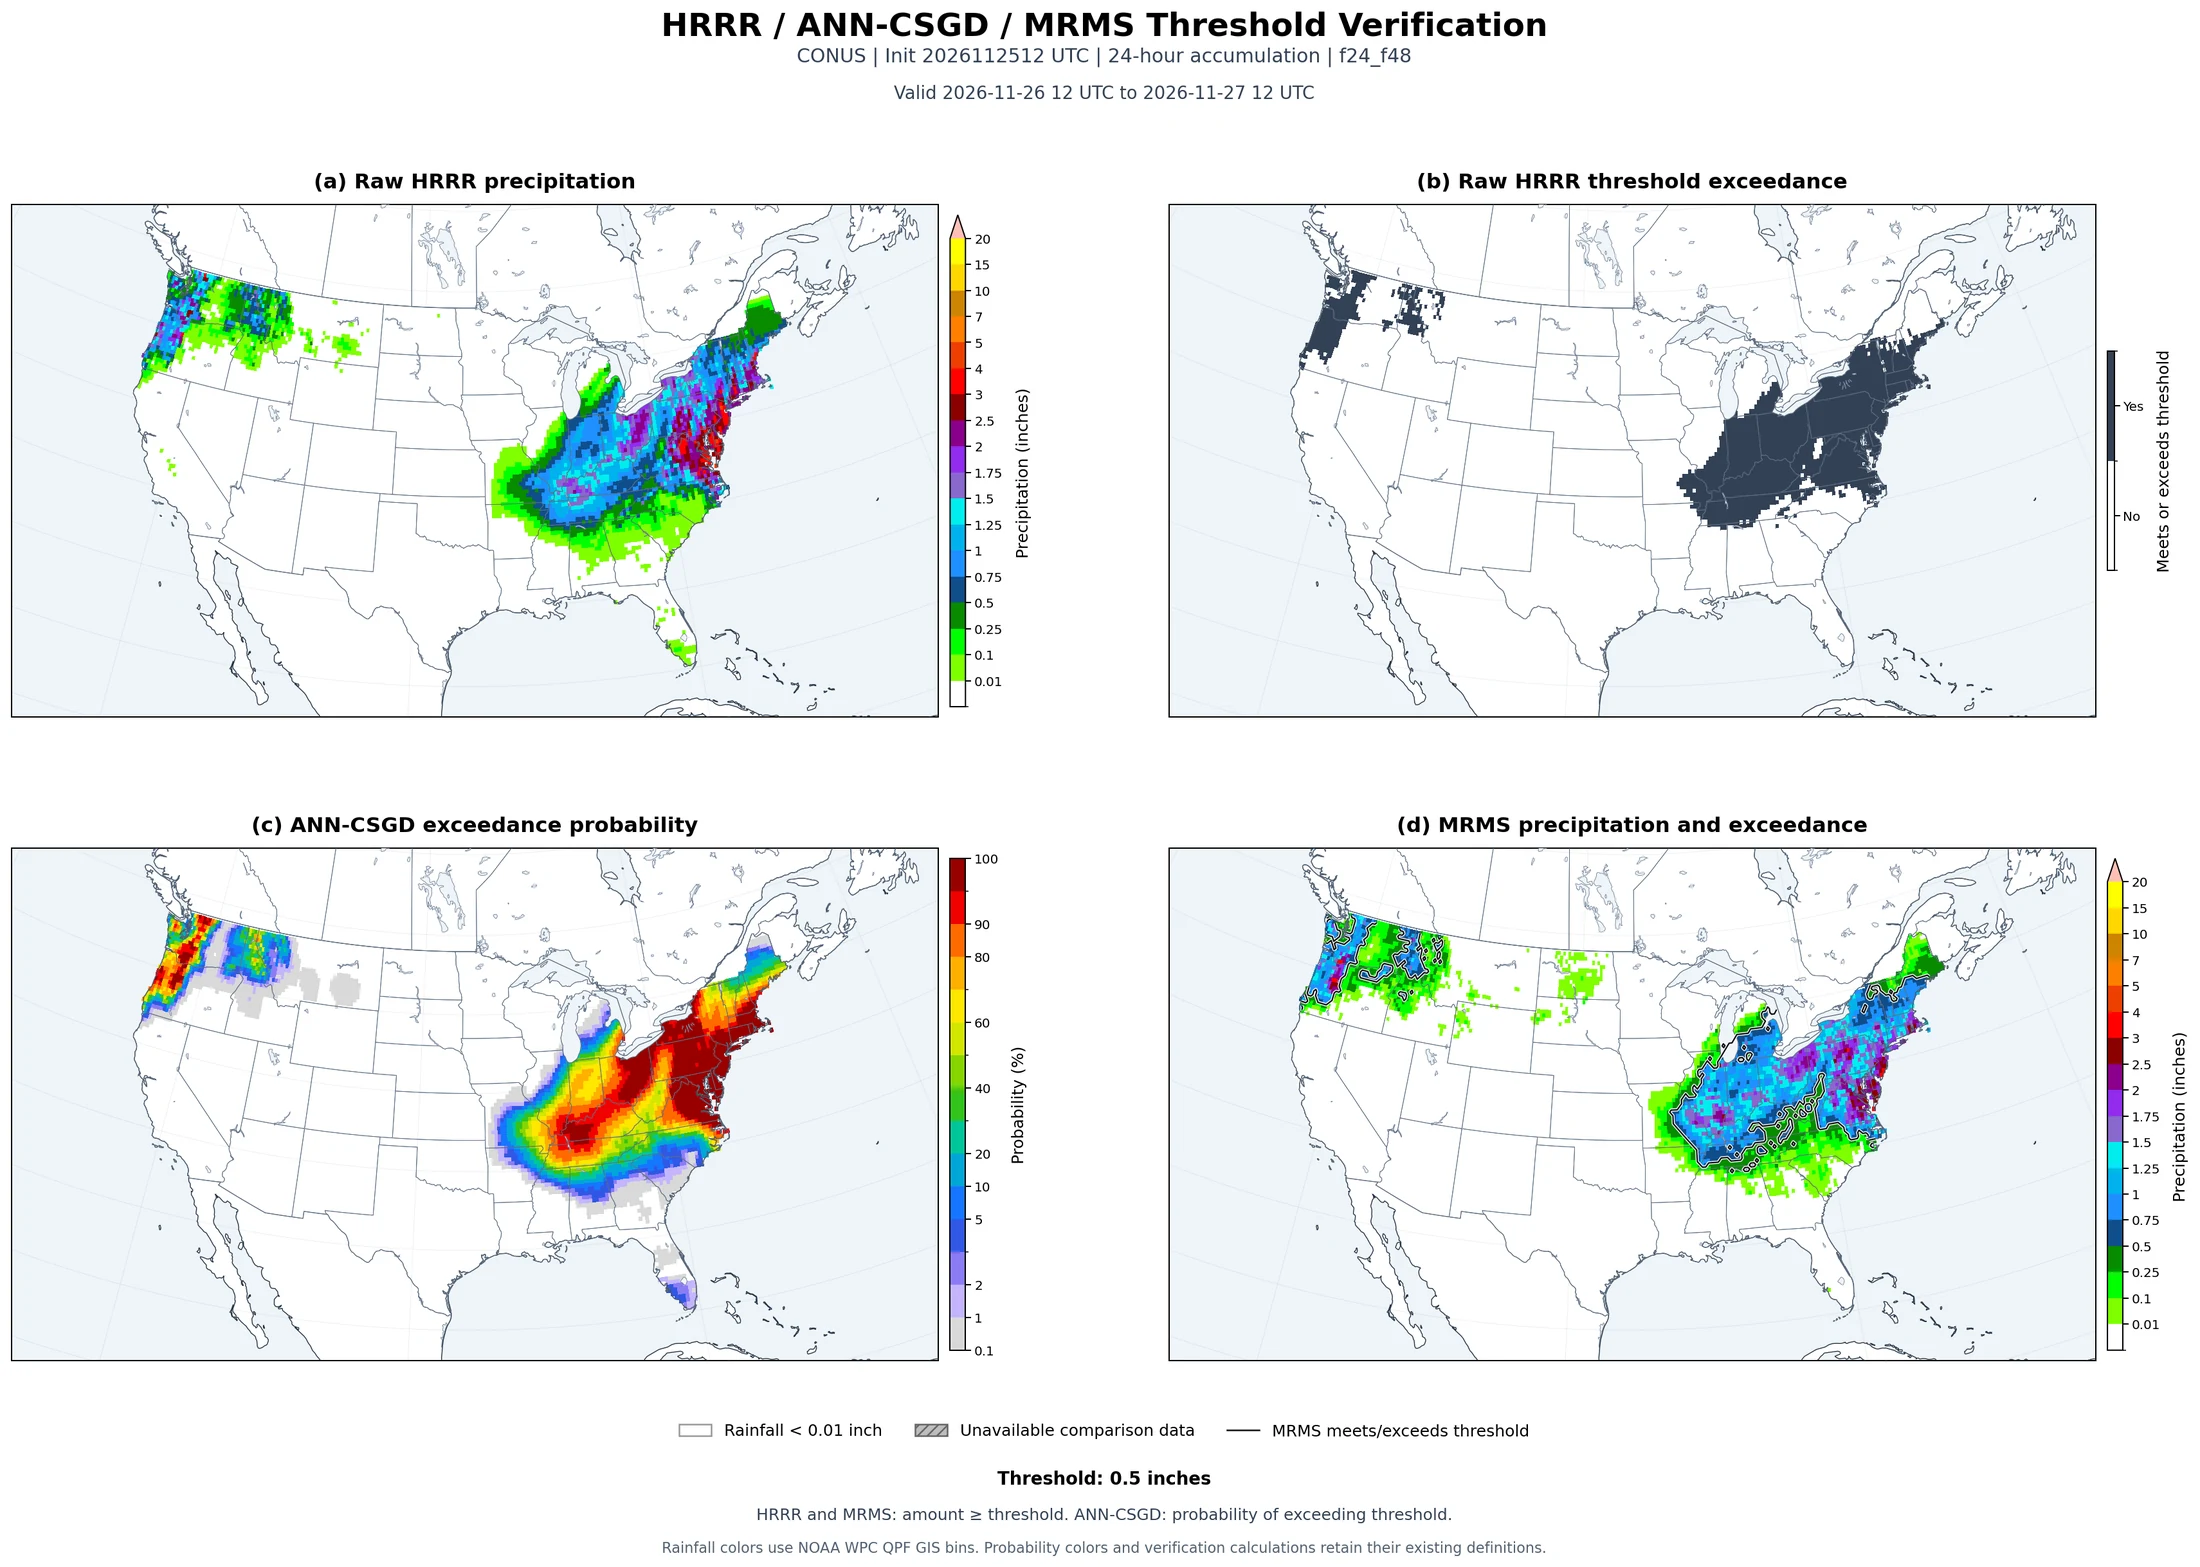 HRRR / ANN-CSGD / MRMS Threshold Verification
CONUS | Init 2026112512 UTC | 24-hour accumulation | f24_f48
Valid 2026-11-26 12 UTC to 2026-11-27 12 UTC
(a) Raw HRRR precipitation
20
15
10
7
5
4
3
2.5
2
1.75
1.5
1.25
1
0.75
0.5
0.25
0.1
0.01
Precipitation (inches)
(b) Raw HRRR threshold exceedance
Yes
No
Meets or exceeds threshold
(c) ANN-CSGD exceedance probability
100
90
80
60
40
20
10
5
2
1
0.1
Probability (%)
(d) MRMS precipitation and exceedance
20
15
10
7
5
4
3
2.5
2
1.75
1.5
1.25
1
0.75
0.5
0.25
0.1
0.01
Precipitation (inches)
Rainfall < 0.01 inch
Unavailable comparison data
MRMS meets/exceeds threshold
Threshold: 0.5 inches
HRRR and MRMS: amount ≥ threshold. ANN-CSGD: probability of exceeding threshold.
Rainfall colors use NOAA WPC QPF GIS bins. Probability colors and verification calculations retain their existing definitions.